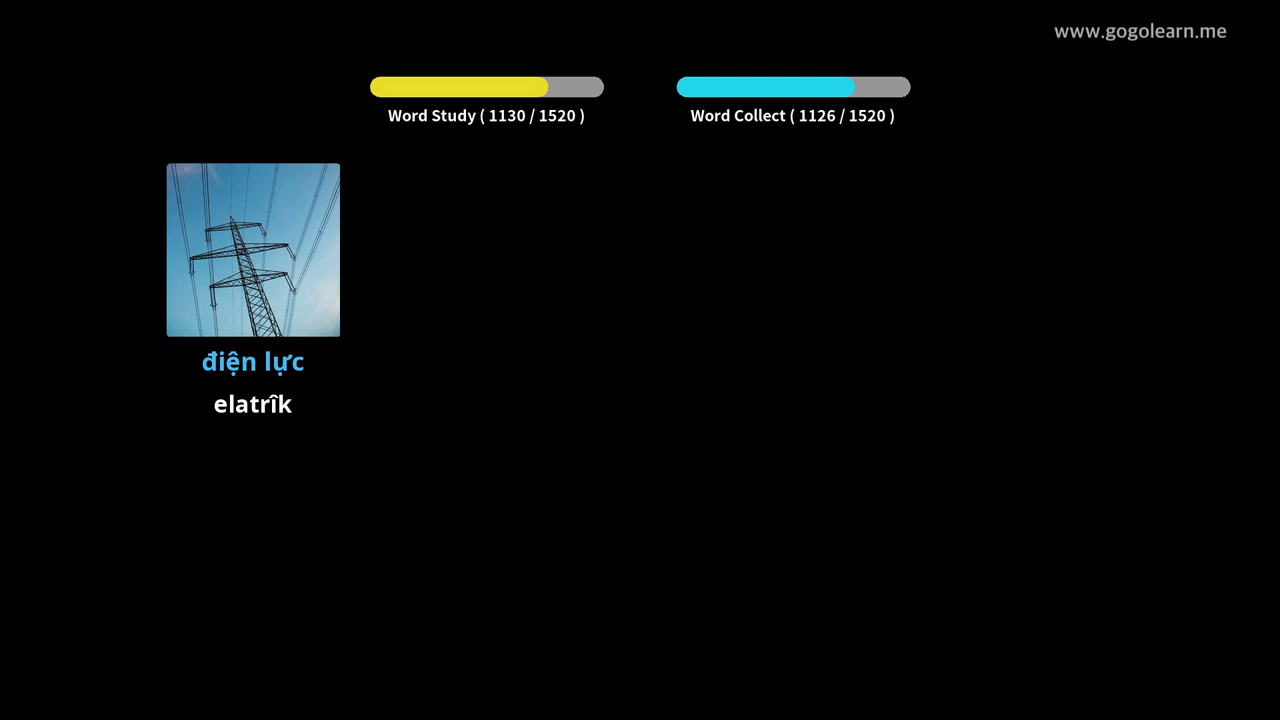 www.gogolearn.me
Word Study ( 1130 / 1520 )
Word Collect ( 1126 / 1520 )
điện lực
elatrîk